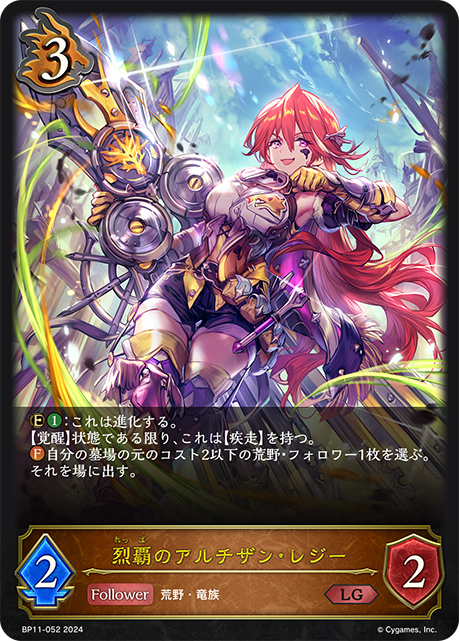 3
E 1:これは進化する。
【覚醒】状態である限り、これは【疾走】を持つ。
F 自分の墓場の元のコスト2以下の荒野・フォロワー1枚を選ぶ。
それを場に出す。
れっぱ
烈覇のアルチザン・レジー
2
Follower 荒野・竜族 LG
2
BP11-052 2024
© Cygames, Inc.